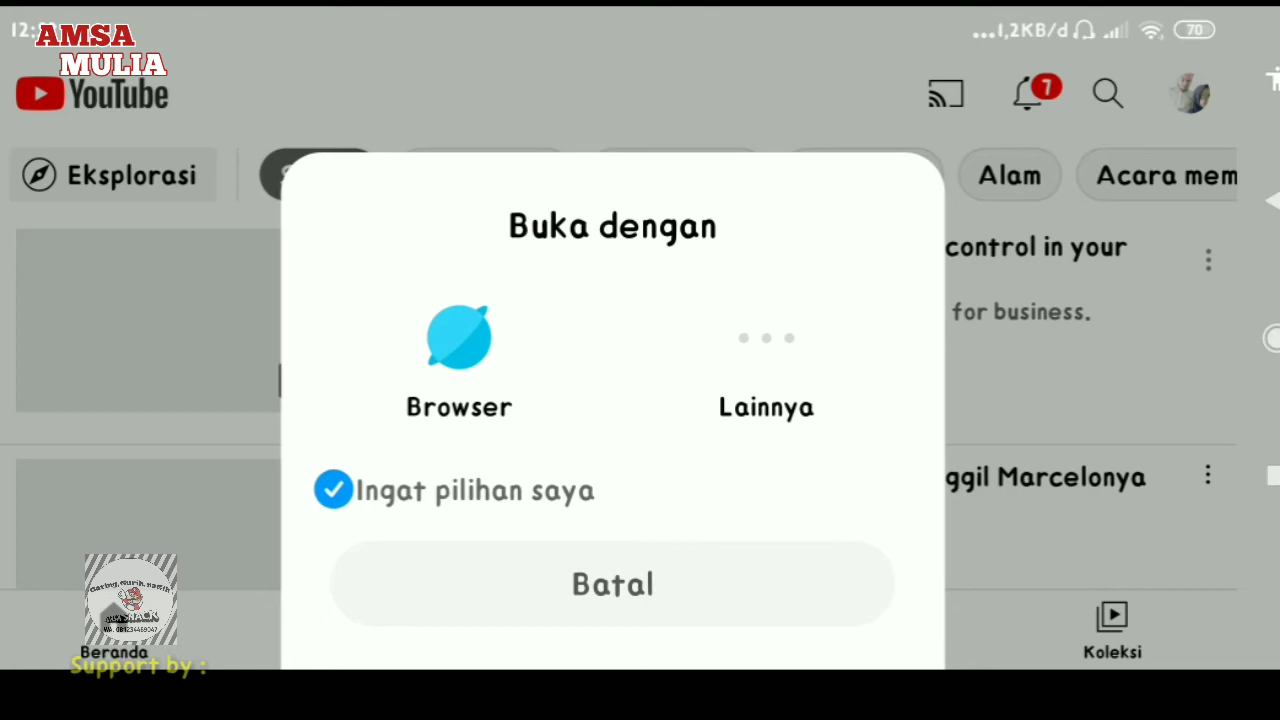 AMSA
MULIA
...1,2KB/d
70
YouTube
7
Eksplorasi
Alam
Acara mem
Buka dengan
control in your
for business.
Browser
Lainnya
Ingat pilihan saya
ggil Marcelonya
Batal
SNACK
Beranda
Koleksi
Support by :